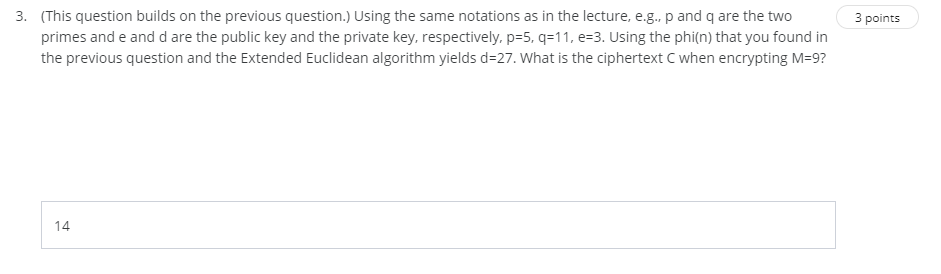 3. (This question builds on the previous question.) Using the same notations as in the lecture, e.g., p and q are the two
3 points
primes and e and d are the public key and the private key, respectively, p=5, q=11, e=3. Using the phi(n) that you found in
the previous question and the Extended Euclidean algorithm yields d=27. What is the ciphertext C when encrypting M=9?
14